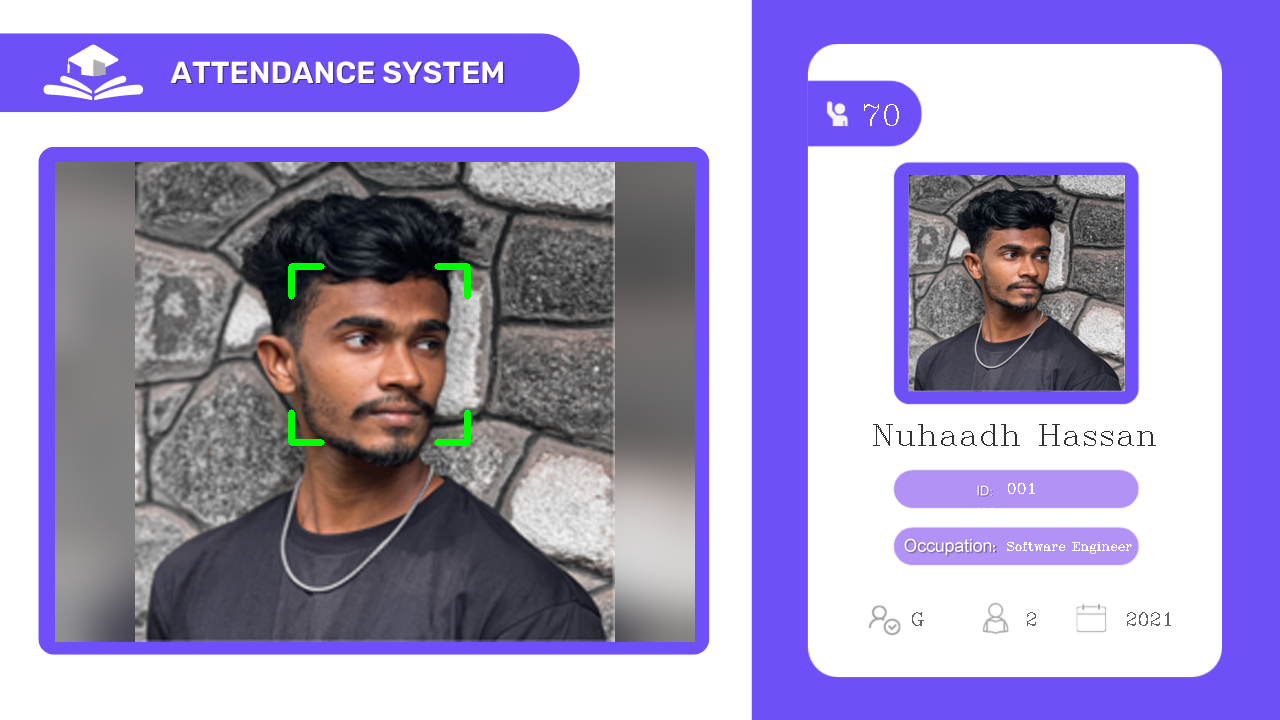 ATTENDANCE SYSTEM
70
Nuhaadh Hassan
ID: 001
Occupation: Software Engineer
G 2 2021